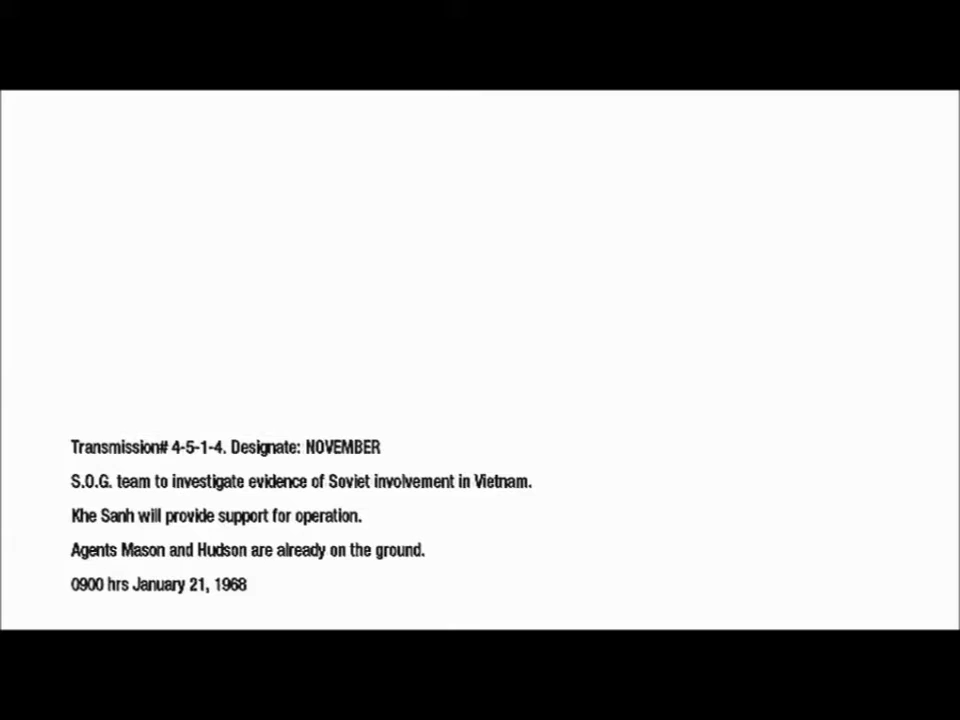 Transmission# 4-5-1-4. Designate: NOVEMBER
S.O.G. team to investigate evidence of Soviet involvement in Vietnam.
Khe Sanh will provide support for operation.
Agents Mason and Hudson are already on the ground.
0900 hrs January 21, 1968